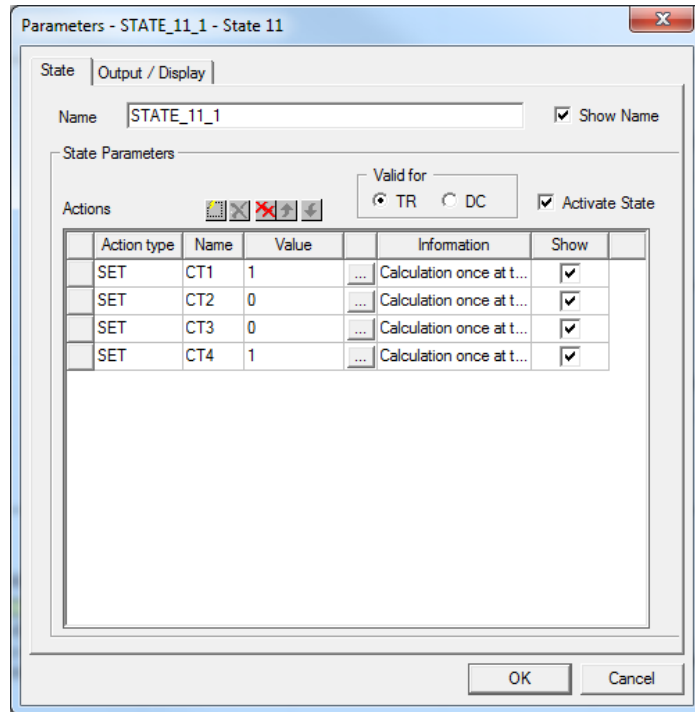 Parameters - STATE_11_1 - State 11
State Output / Display
Name STATE_11_1 Show Name
State Parameters
Valid for
Actions TR DC Activate State
Action type Name Value Information Show
SET CT1 1 ... Calculation once at t...
SET CT2 0 ... Calculation once at t...
SET CT3 0 ... Calculation once at t...
SET CT4 1 ... Calculation once at t...
OK Cancel